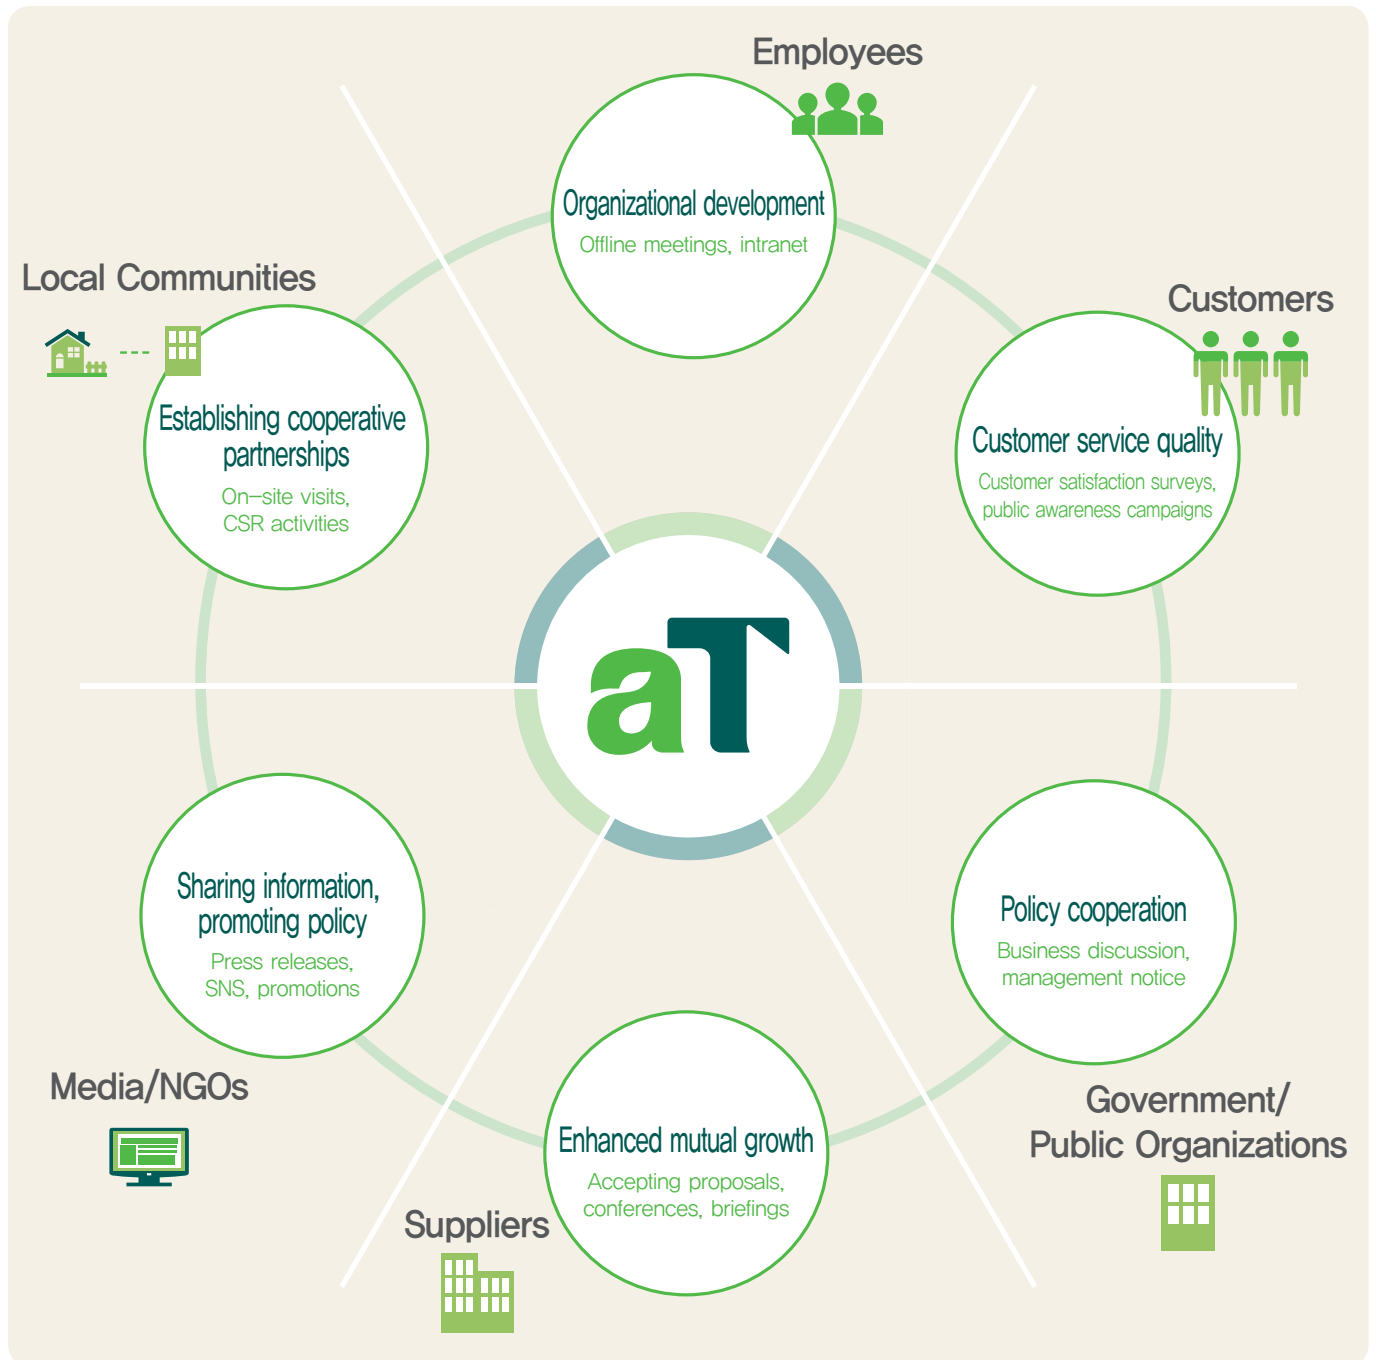 Employees
Organizational development
Offline meetings, intranet
Local Communities
Establishing cooperative
partnerships
On-site visits,
CSR activities
Customers
Customer service quality
Customer satisfaction surveys,
public awareness campaigns
aT
Sharing information,
promoting policy
Press releases,
SNS, promotions
Media/NGOs
Policy cooperation
Business discussion,
management notice
Government/
Public Organizations
Enhanced mutual growth
Accepting proposals,
conferences, briefings
Suppliers